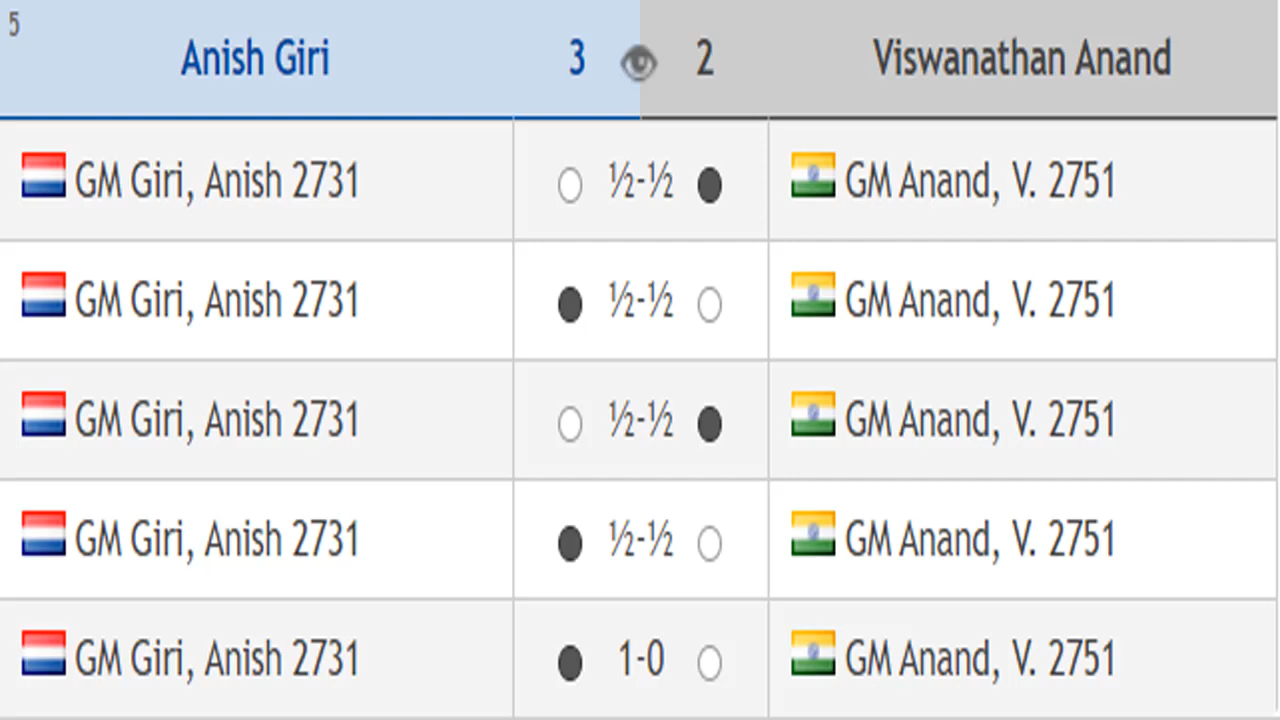 5
Anish Giri 3 2 Viswanathan Anand
GM Giri, Anish 2731 ½-½ GM Anand, V. 2751
GM Giri, Anish 2731 ½-½ GM Anand, V. 2751
GM Giri, Anish 2731 ½-½ GM Anand, V. 2751
GM Giri, Anish 2731 ½-½ GM Anand, V. 2751
GM Giri, Anish 2731 1-0 GM Anand, V. 2751